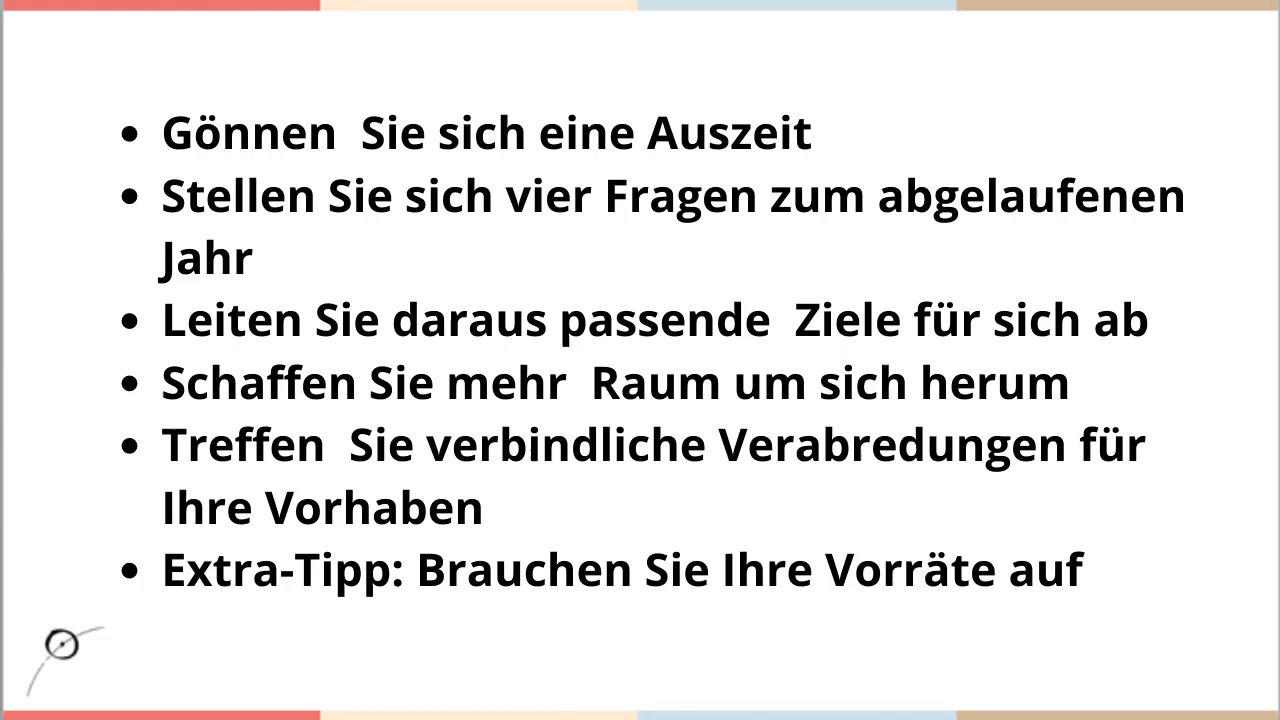 • Gönnen  Sie sich eine Auszeit
• Stellen Sie sich vier Fragen zum abgelaufenen
Jahr
• Leiten Sie daraus passende  Ziele für sich ab
• Schaffen Sie mehr  Raum um sich herum
• Treffen  Sie verbindliche Verabredungen für
Ihre Vorhaben
• Extra-Tipp: Brauchen Sie Ihre Vorräte auf